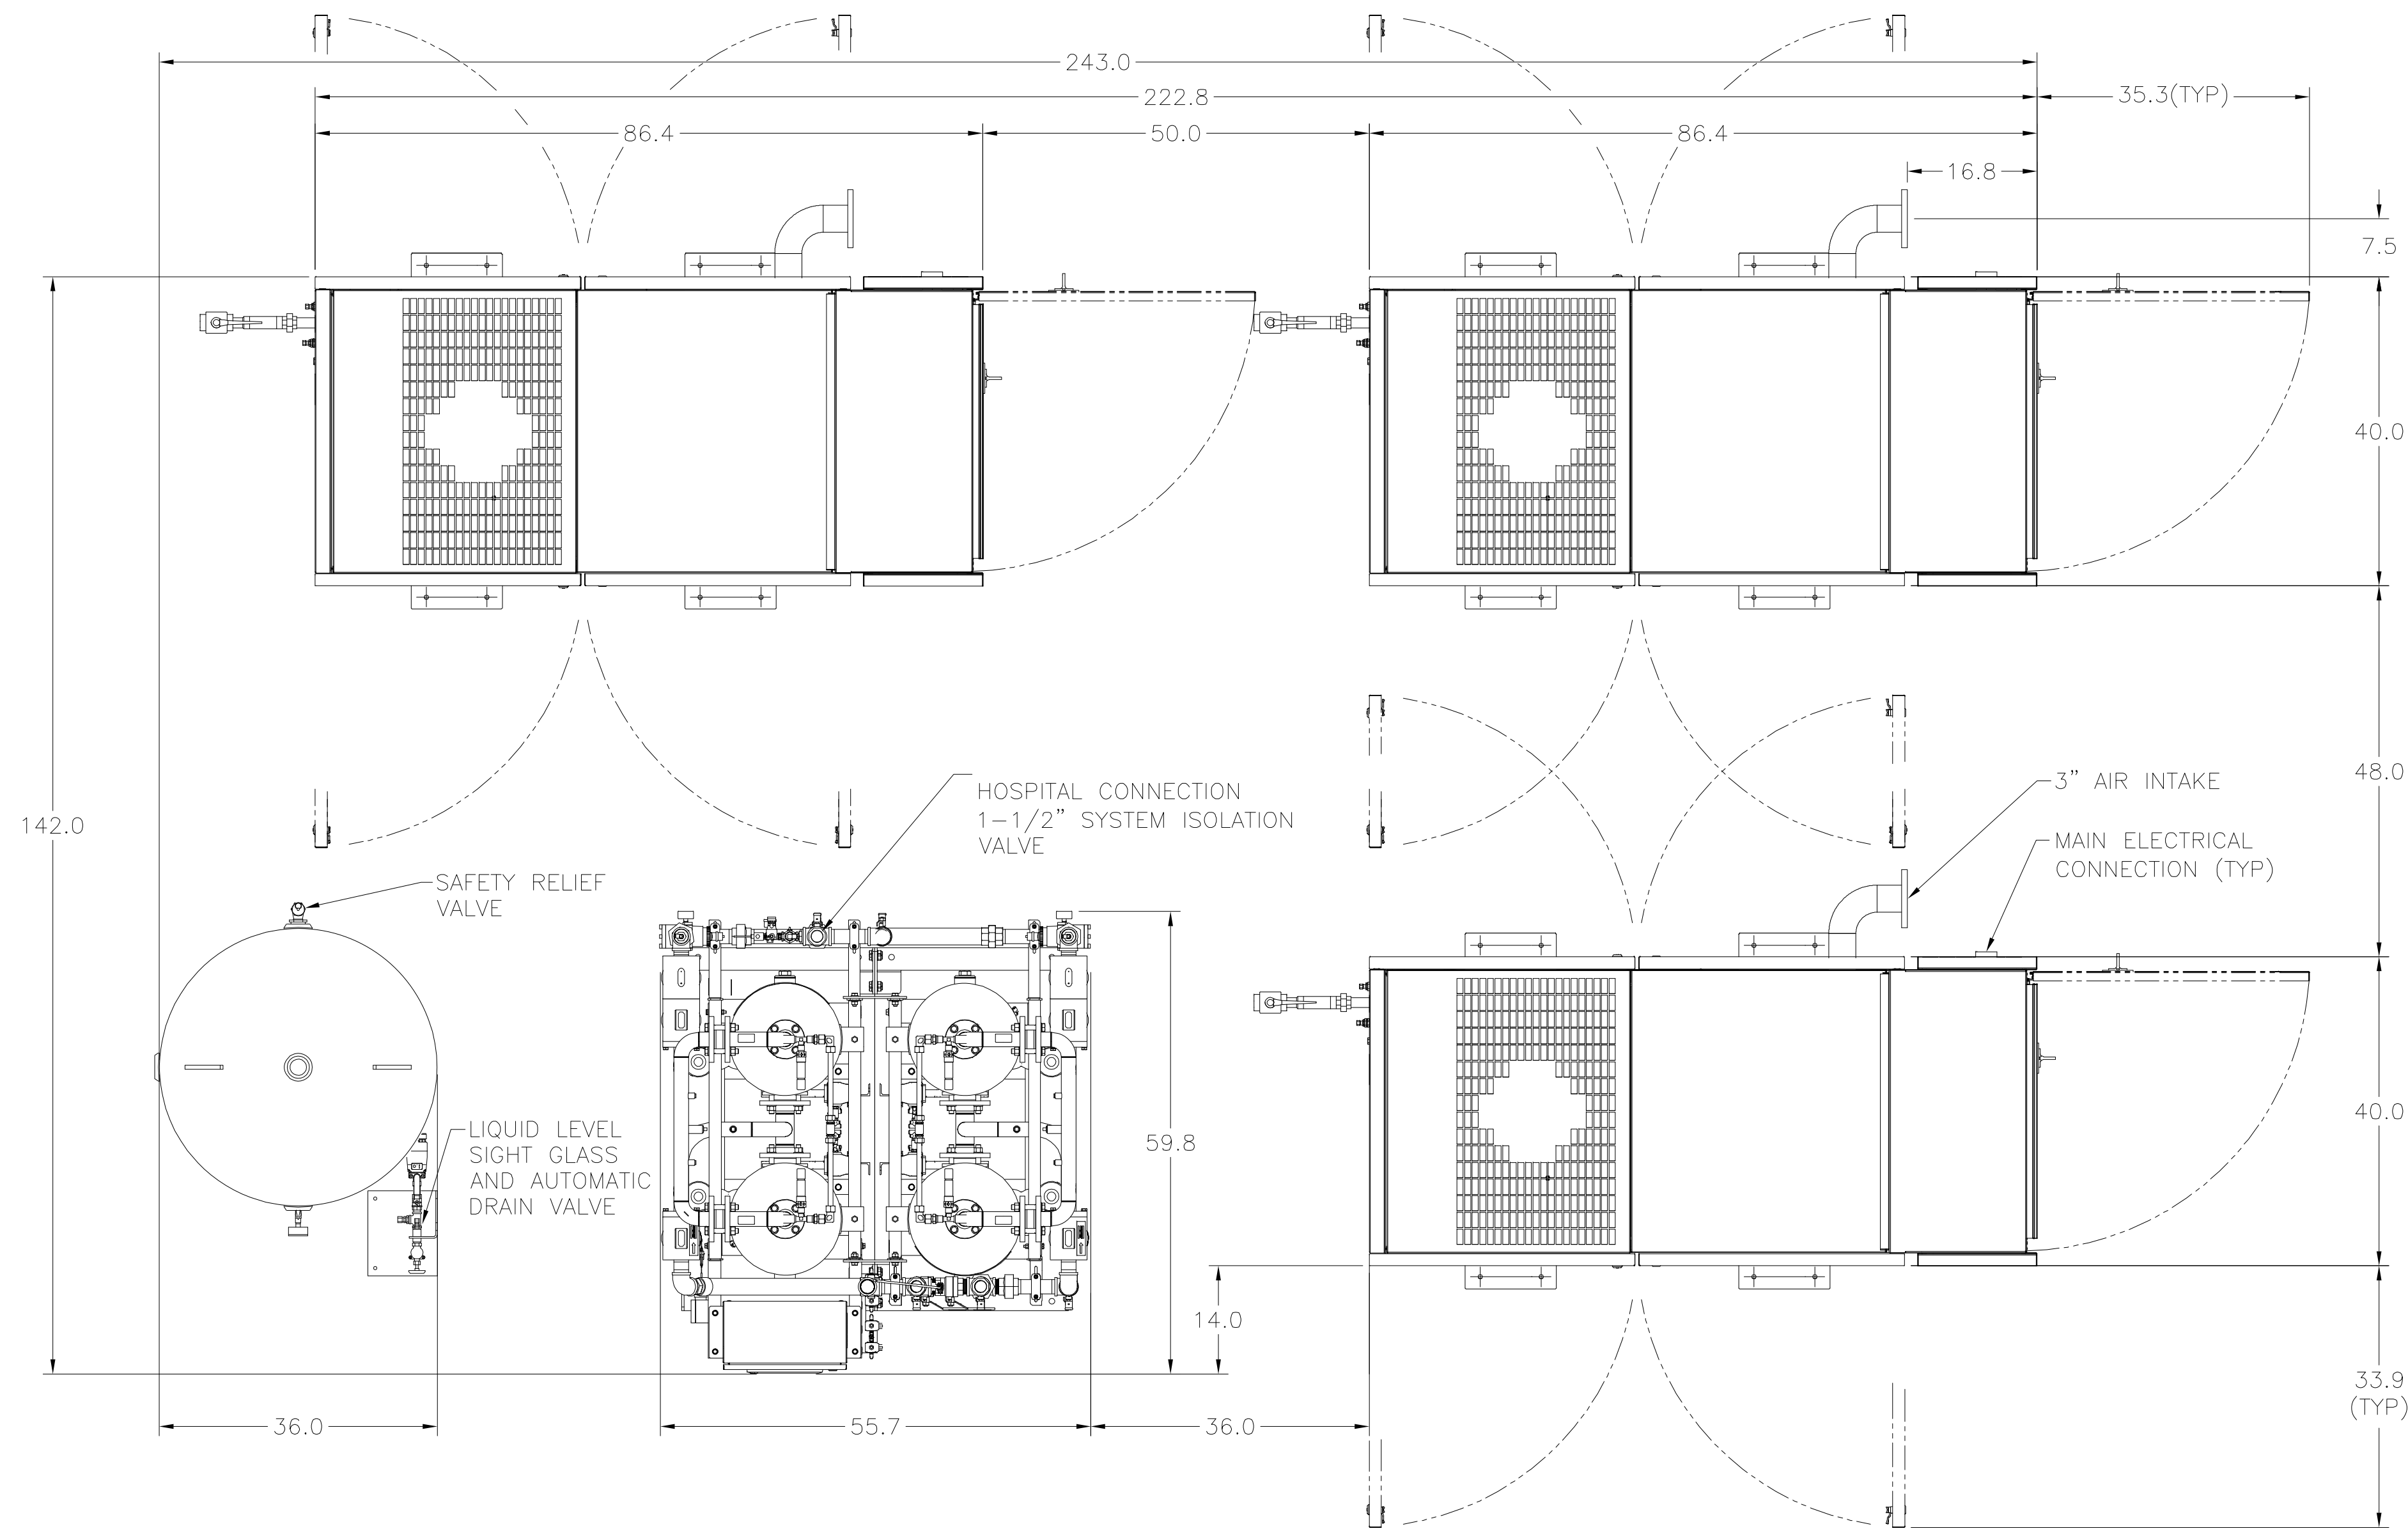 243.0
222.8
35.3(TYP)
86.4
50.0
86.4
16.8
7.5
40.0
48.0
142.0
HOSPITAL CONNECTION
1-1/2" SYSTEM ISOLATION
VALVE
3" AIR INTAKE
MAIN ELECTRICAL
CONNECTION (TYP)
SAFETY RELIEF
VALVE
LIQUID LEVEL
SIGHT GLASS
AND AUTOMATIC
DRAIN VALVE
59.8
40.0
14.0
33.9
(TYP)
36.0
55.7
36.0